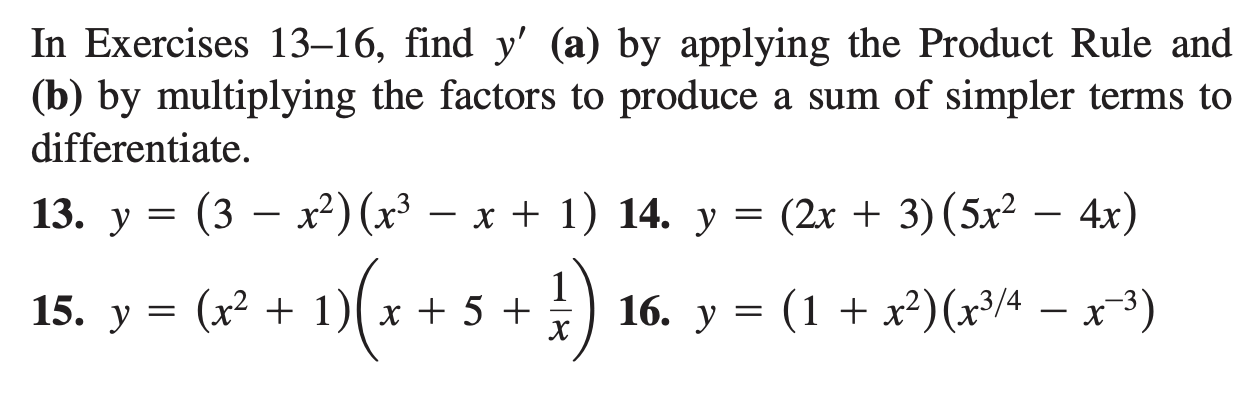 In Exercises 13–16, find y′ (a) by applying the Product Rule and
(b) by multiplying the factors to produce a sum of simpler terms to
differentiate.
13. y = (3 − x²)(x³ − x + 1) 14. y = (2x + 3)(5x² − 4x)
15. y = (x² + 1)(x + 5 + 1/x) 16. y = (1 + x²)(x³/⁴ − x⁻³)